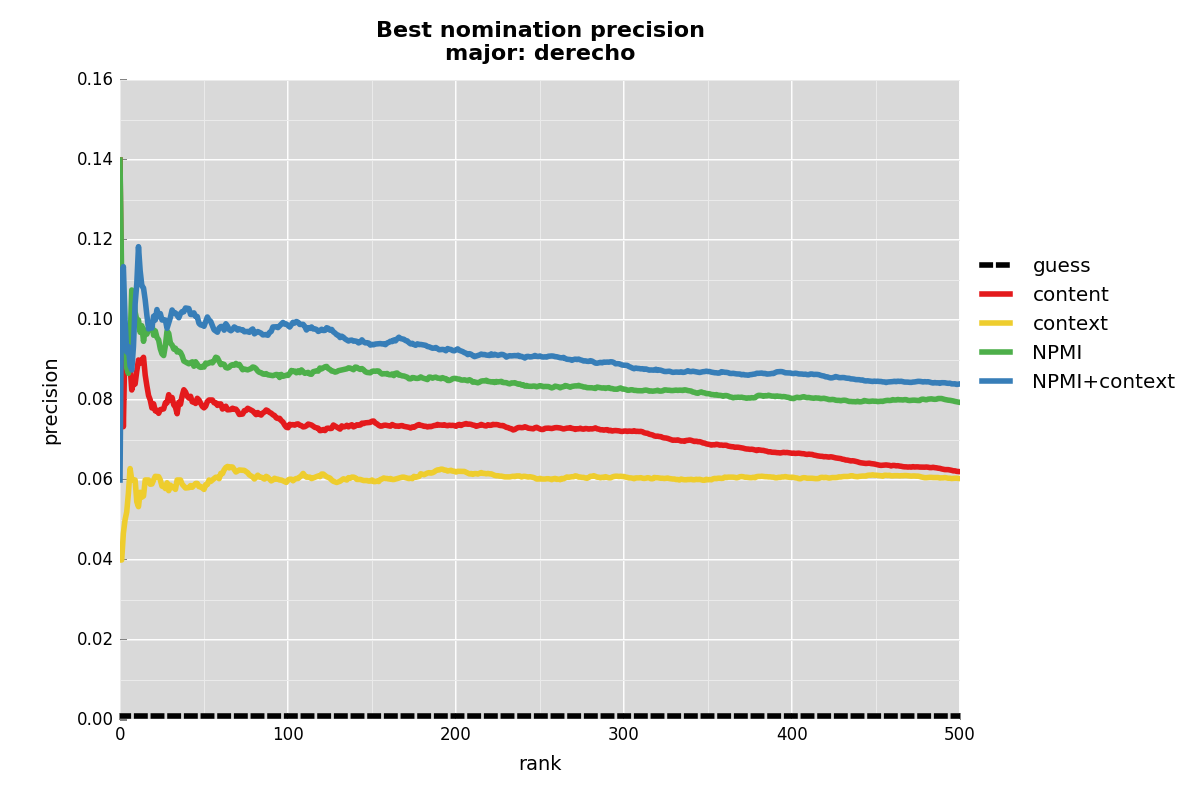 Best nomination precision
major: derecho
0.16
0.14
0.12
0.10
0.08
0.06
0.04
0.02
0.00
precision
0 100 200 300 400 500
rank
guess
content
context
NPMI
NPMI+context